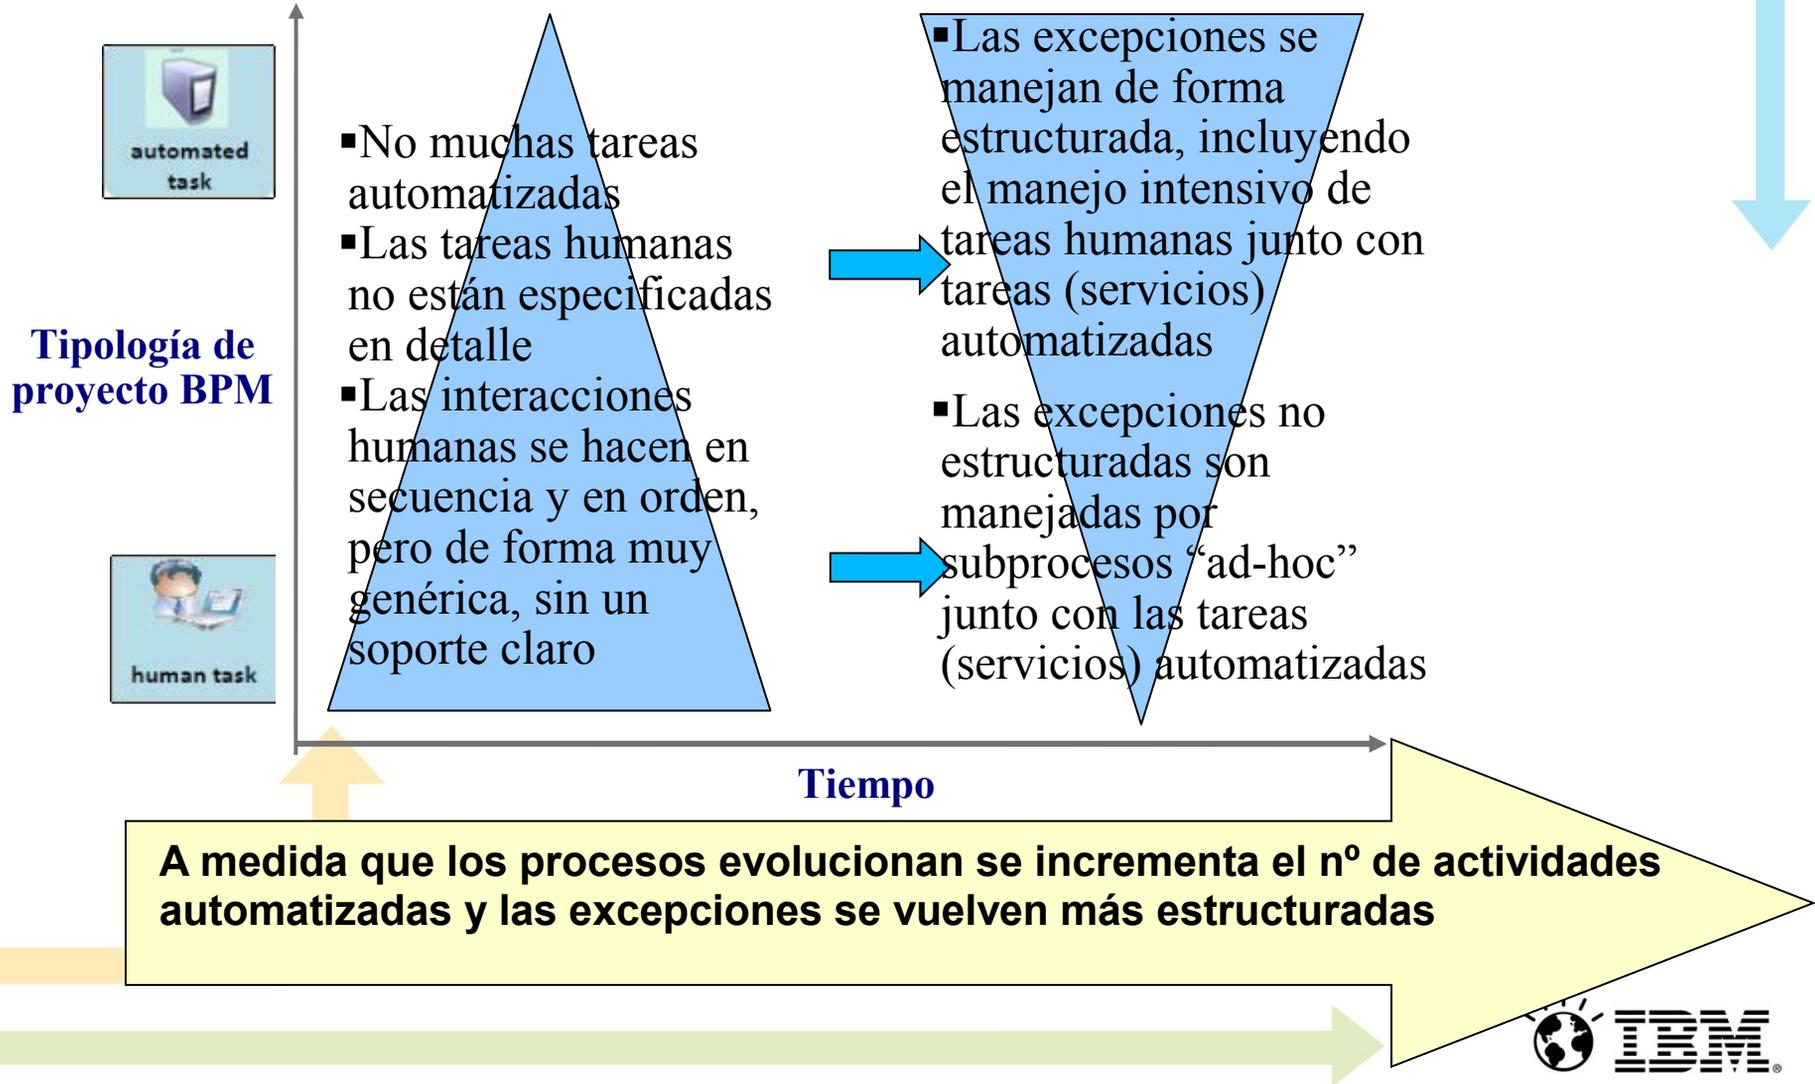 automated
task
Tipología de
proyecto BPM
human task
▪No muchas tareas
automatizadas
▪Las tareas humanas
no están especificadas
en detalle
▪Las interacciones
humanas se hacen en
secuencia y en orden,
pero de forma muy
genérica, sin un
soporte claro
▪Las excepciones se
manejan de forma
estructurada, incluyendo
el manejo intensivo de
tareas humanas junto con
tareas (servicios)
automatizadas
▪Las excepciones no
estructuradas son
manejadas por
subprocesos “ad-hoc”
junto con las tareas
(servicios) automatizadas
Tiempo
A medida que los procesos evolucionan se incrementa el nº de actividades
automatizadas y las excepciones se vuelven más estructuradas
IBM.